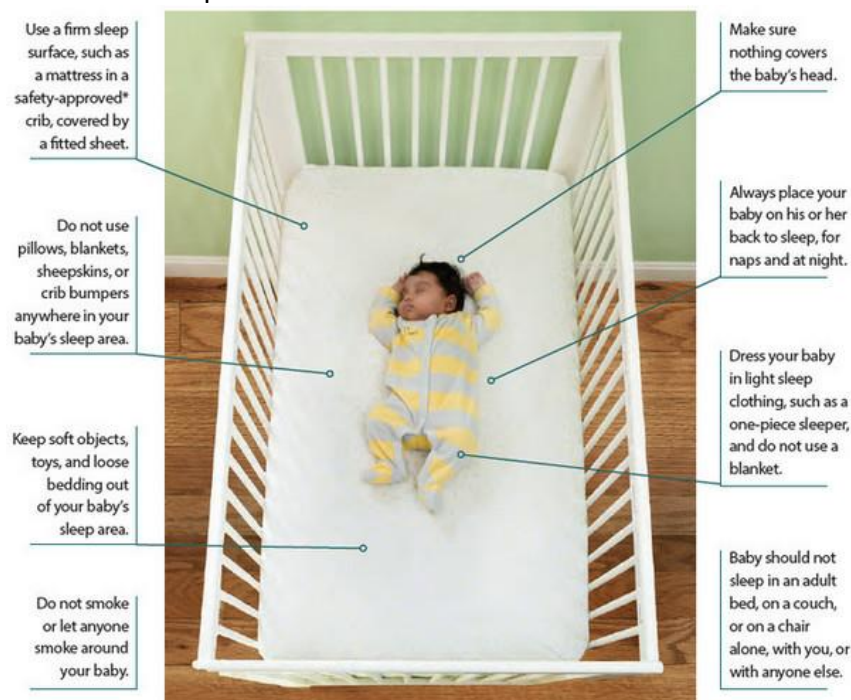 Use a firm sleep
surface, such as
a mattress in a
safety-approved*
crib, covered by
a fitted sheet.
Do not use
pillows, blankets,
sheepskins, or
crib bumpers
anywhere in your
baby's sleep area.
Keep soft objects,
toys, and loose
bedding out
of your baby's
sleep area.
Do not smoke
or let anyone
smoke around
your baby.
Make sure
nothing covers
the baby's head.
Always place your
baby on his or her
back to sleep, for
naps and at night.
Dress your baby
in light sleep
clothing, such as a
one-piece sleeper,
and do not use a
blanket.
Baby should not
sleep in an adult
bed, on a couch,
or on a chair
alone, with you, or
with anyone else.